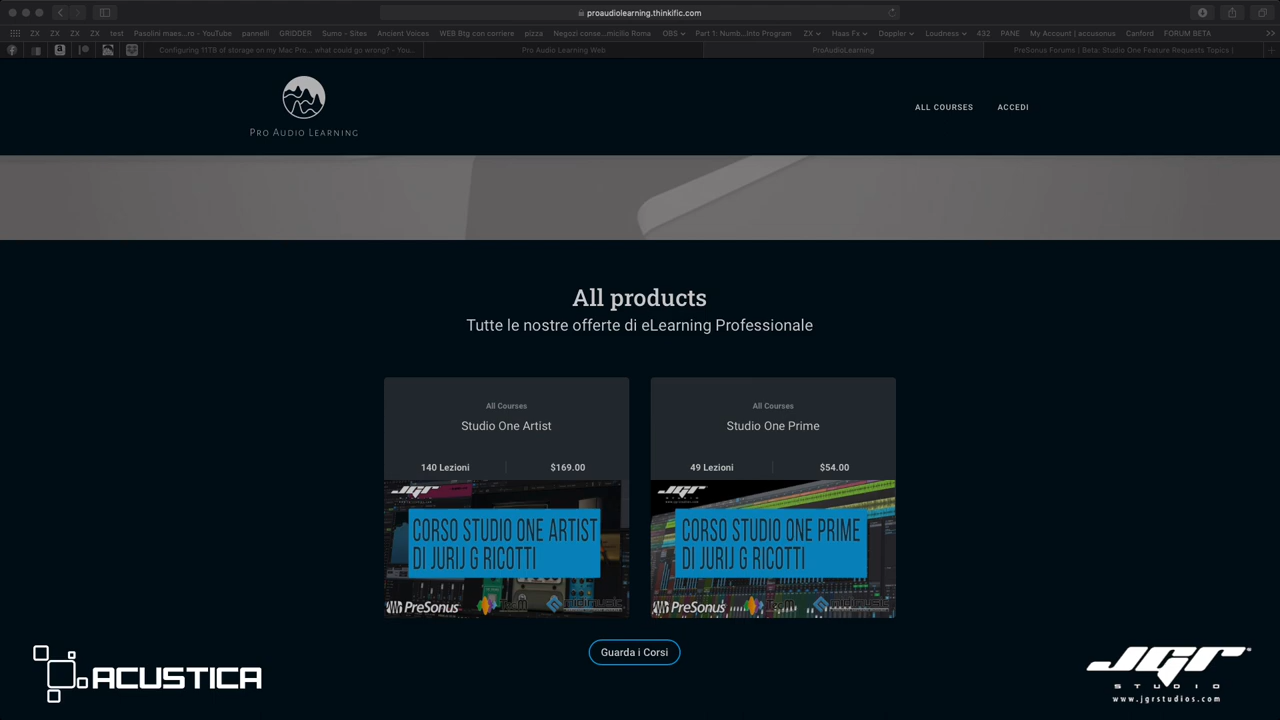 proaudiolearning.thinkific.com
ZX ZX ZX ZX test Pasolini maes...ro - YouTube pannelli GRIDDER Sumo - Sites Ancient Voices WEB Btg con corriere pizza Negozi conse...micilio Roma OBS Part 1: Numb...Into Program ZX Haas Fx Doppler Loudness 432 PANE My Account | accusonus Canford FORUM BETA
Configuring 11TB of storage on my Mac Pro... what could go wrong? - You... Pro Audio Learning Web ProAudioLearning PreSonus Forums | Beta: Studio One Feature Requests Topics |
Pro Audio Learning
ALL COURSES ACCEDI
All products
Tutte le nostre offerte di eLearning Professionale
All Courses
Studio One Artist
140 Lezioni $169.00
JGR
CORSO STUDIO ONE ARTIST
DI JURIJ G RICOTTI
PreSonus
All Courses
Studio One Prime
49 Lezioni $54.00
JGR
CORSO STUDIO ONE PRIME
DI JURIJ G RICOTTI
PreSonus
Guarda i Corsi
ACUSTICA
JGR
STUDIO
www.jgrstudios.com